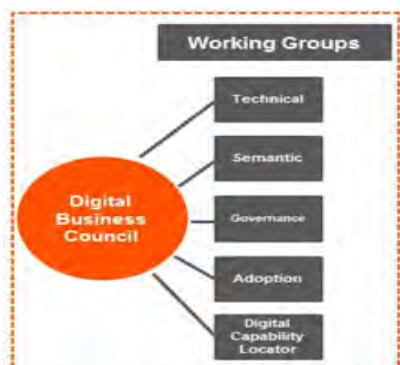 Working Groups
Technical
Semantic
Digital
Business
Council
Governance
Adoption
Digital
Capability
Locator